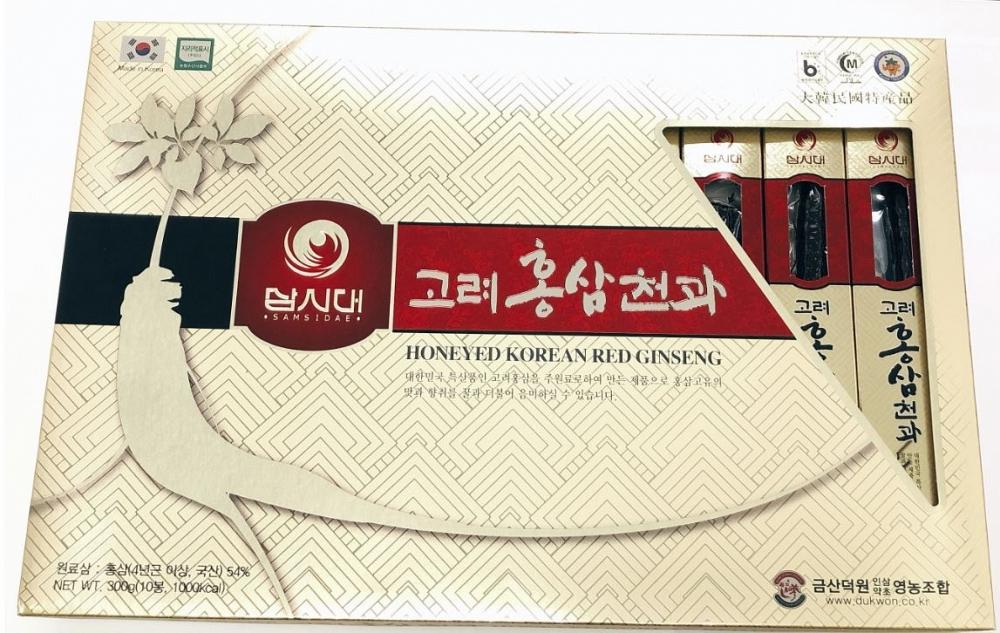 Made in Korea
지리적표시
大韓民國特産品
삼시대
삼시대
삼시대
삼시대
• SAMSIDAE •
고려홍삼천과
HONEYED KOREAN RED GINSENG
대한민국 특산품인 고려홍삼을 주원료로하여 만든 제품으로 홍삼고유의
맛과 향취를 꿀과 더불어 음미하실 수 있습니다.
고려
홍
고려
홍삼천과
원료삼 : 홍삼(4년근 이상, 국산) 54%
NET WT. 300g(10봉, 1000kcal)
금산덕원 인삼약초 영농조합
www.dukwon.co.kr